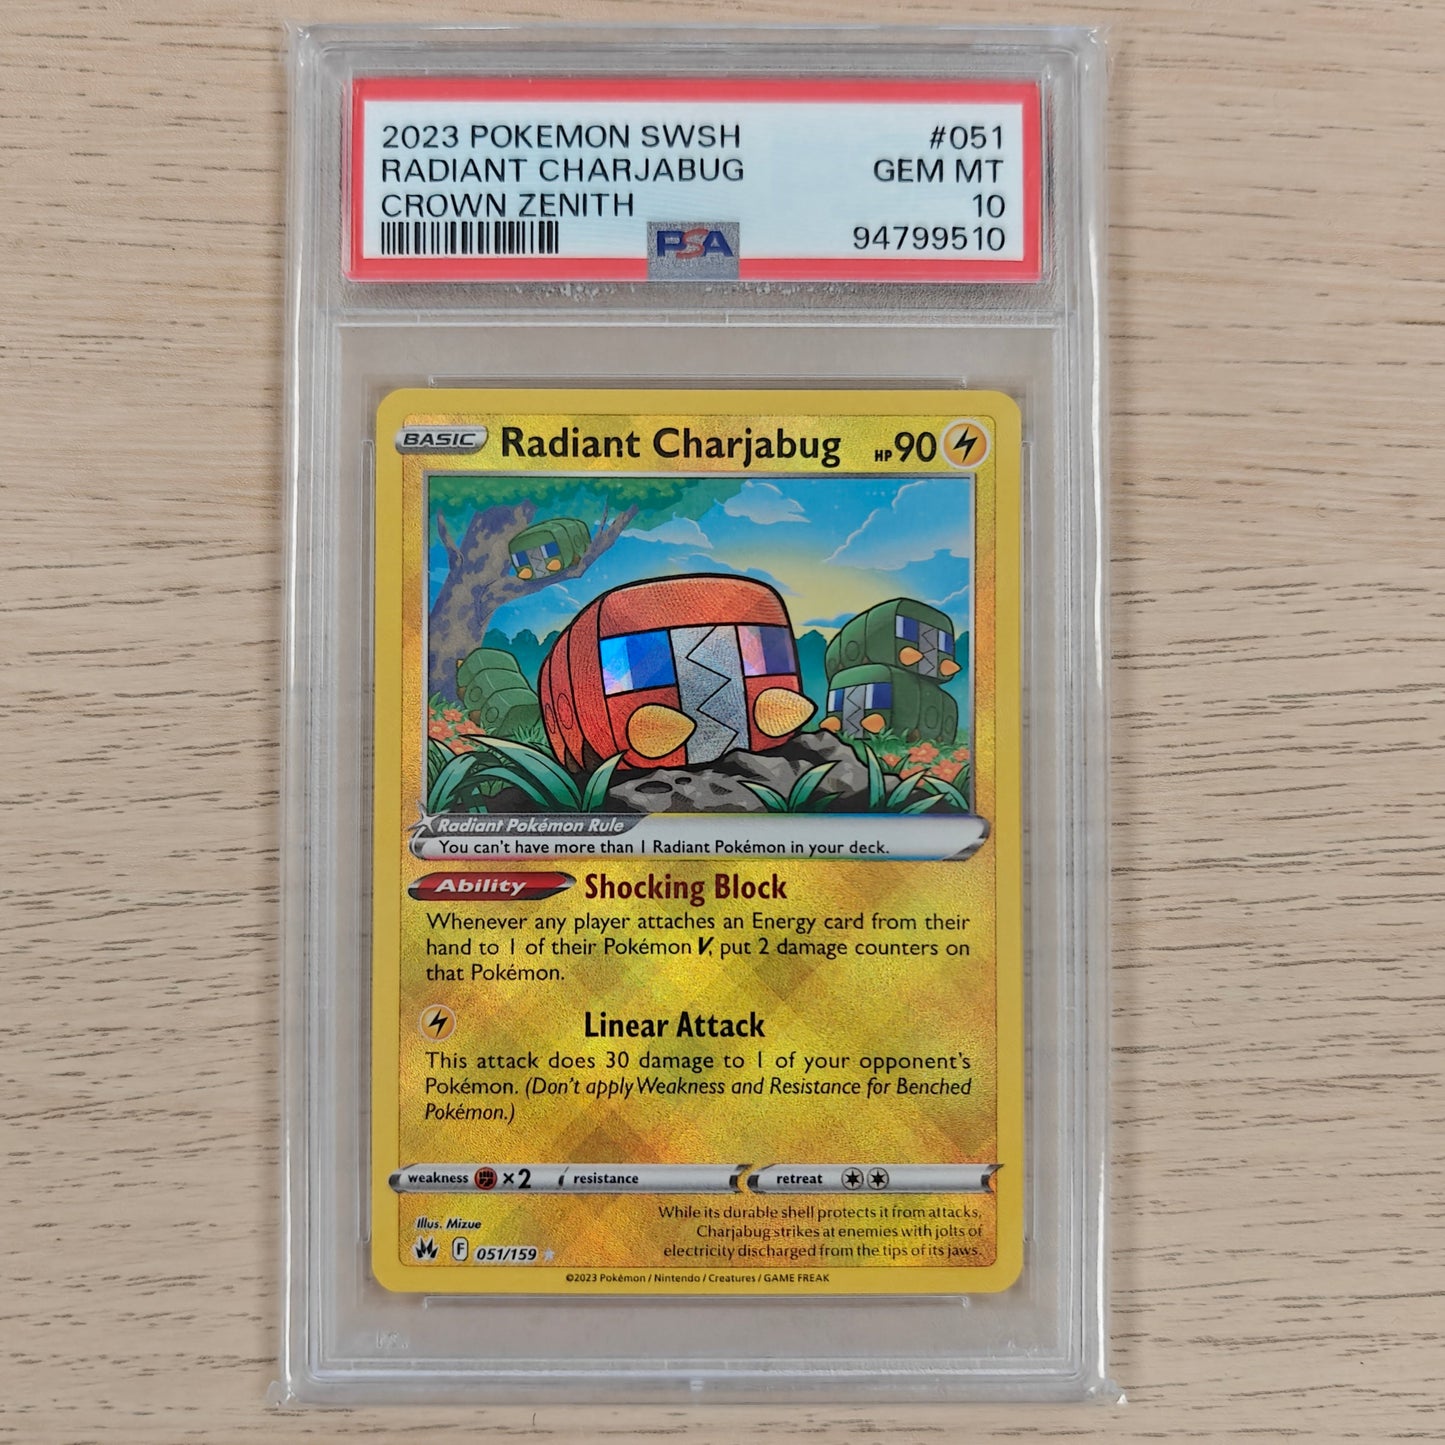 2023 POKEMON SWSH #051
RADIANT CHARJABUG GEM MT
CROWN ZENITH 10
PSA 94799510
BASIC Radiant Charjabug HP 90
Radiant Pokémon Rule
You can't have more than 1 Radiant Pokémon in your deck.
Ability Shocking Block
Whenever any player attaches an Energy card from their
hand to 1 of their Pokémon V, put 2 damage counters on
that Pokémon.
Linear Attack
This attack does 30 damage to 1 of your opponent's
Pokémon. (Don't apply Weakness and Resistance for Benched
Pokémon.)
weakness ×2 resistance retreat
While its durable shell protects it from attacks,
Charjabug strikes at enemies with jolts of
electricity discharged from the tips of its jaws.
Illus. Mizue
F 051/159
©2023 Pokémon / Nintendo / Creatures / GAME FREAK